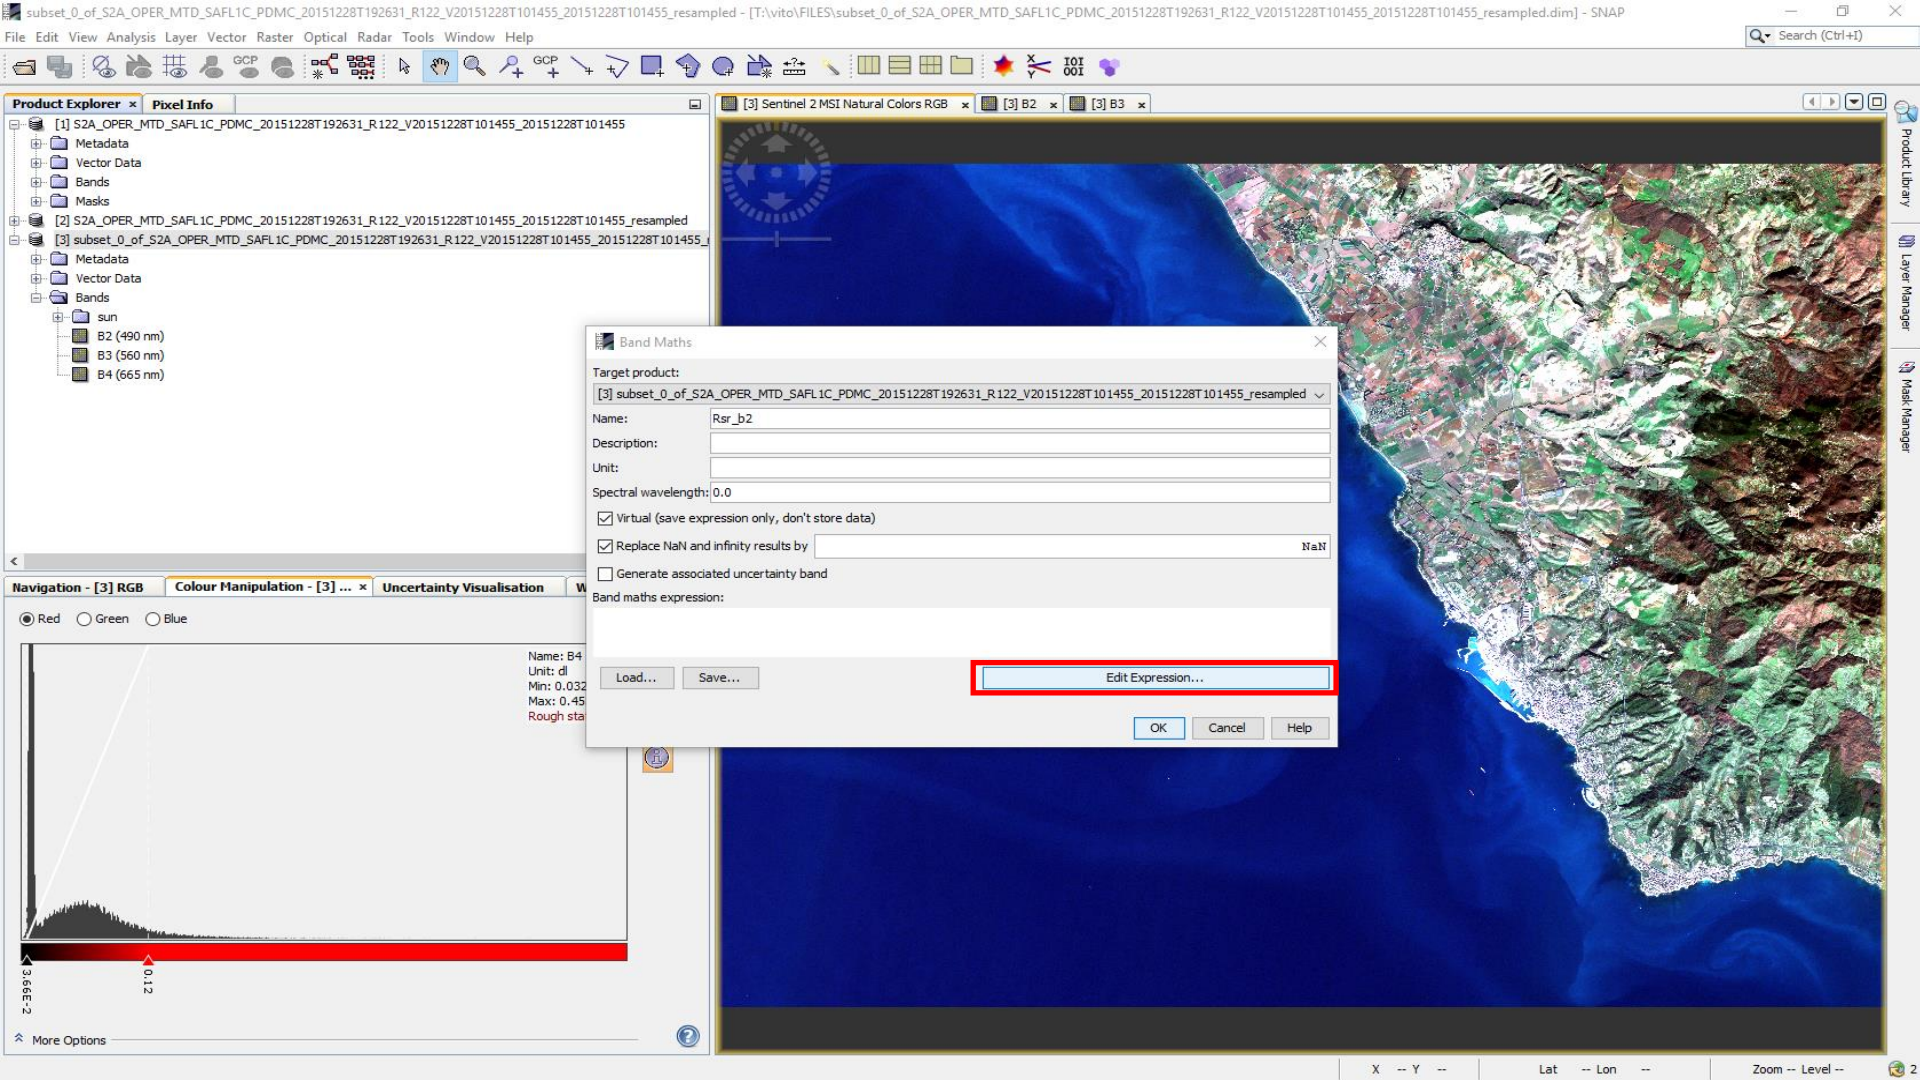 subset_0_of_S2A_OPER_MTD_SAFL1C_PDMC_20151228T192631_R122_V20151228T101455_20151228T101455_resampled - [T:\vito\FILES\subset_0_of_S2A_OPER_MTD_SAFL1C_PDMC_20151228T192631_R122_V20151228T101455_20151228T101455_resampled.dim] - SNAP
File Edit View Analysis Layer Vector Raster Optical Radar Tools Window Help
Search (Ctrl+I)
GCP GCP
Product Explorer × Pixel Info
[3] Sentinel 2 MSI Natural Colors RGB × [3] B2 × [3] B3 ×
[1] S2A_OPER_MTD_SAFL1C_PDMC_20151228T192631_R122_V20151228T101455_20151228T101455
Metadata
Vector Data
Bands
Masks
[2] S2A_OPER_MTD_SAFL1C_PDMC_20151228T192631_R122_V20151228T101455_20151228T101455_resampled
[3] subset_0_of_S2A_OPER_MTD_SAFL1C_PDMC_20151228T192631_R122_V20151228T101455_20151228T101455_
Metadata
Vector Data
Bands
sun
B2 (490 nm)
B3 (560 nm)
B4 (665 nm)
Product Library
Layer Manager
Mask Manager
Band Maths
Target product:
[3] subset_0_of_S2A_OPER_MTD_SAFL1C_PDMC_20151228T192631_R122_V20151228T101455_20151228T101455_resampled
Name: Rsr_b2
Description:
Unit:
Spectral wavelength: 0.0
Virtual (save expression only, don't store data)
Replace NaN and infinity results by NaN
Generate associated uncertainty band
Band maths expression:
Load... Save... Edit Expression...
OK Cancel Help
Navigation - [3] RGB Colour Manipulation - [3] ... × Uncertainty Visualisation W
Red Green Blue
Name: B4
Unit: dl
Min: 0.032
Max: 0.45
Rough sta
3.66E-2
0.12
More Options
X -- Y -- Lat -- Lon -- Zoom -- Level -- 2